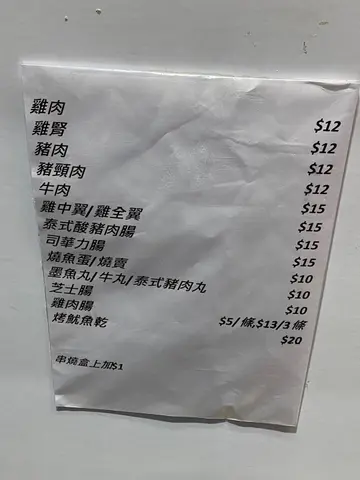 雞肉 $12
雞腎 $12
豬肉 $12
豬頸肉 $12
牛肉 $15
雞中翼/雞全翼 $15
泰式酸豬肉腸 $15
司華力腸 $15
燒魚蛋/燒賣 $10
墨魚丸/牛丸/泰式豬肉丸 $10
芝士腸 $10
雞肉腸 $5/條,$13/3條
烤魷魚乾 $20
串燒盒上加$1